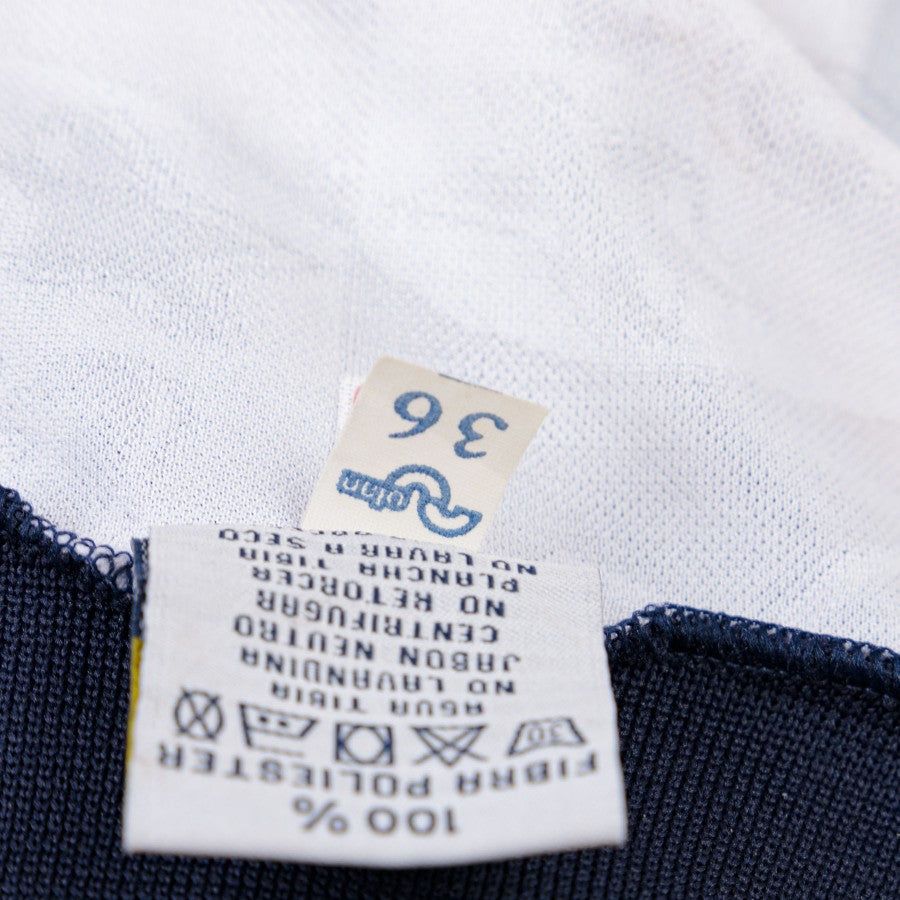 100%
FIBRA POLIESTER
30
AGUA TIBIA
NO LAVANDINA
JABON NEUTRO
CENTRIFUGAR
NO RETORCER
PLANCHA TIBIA
NO LAVAR A SECO
36